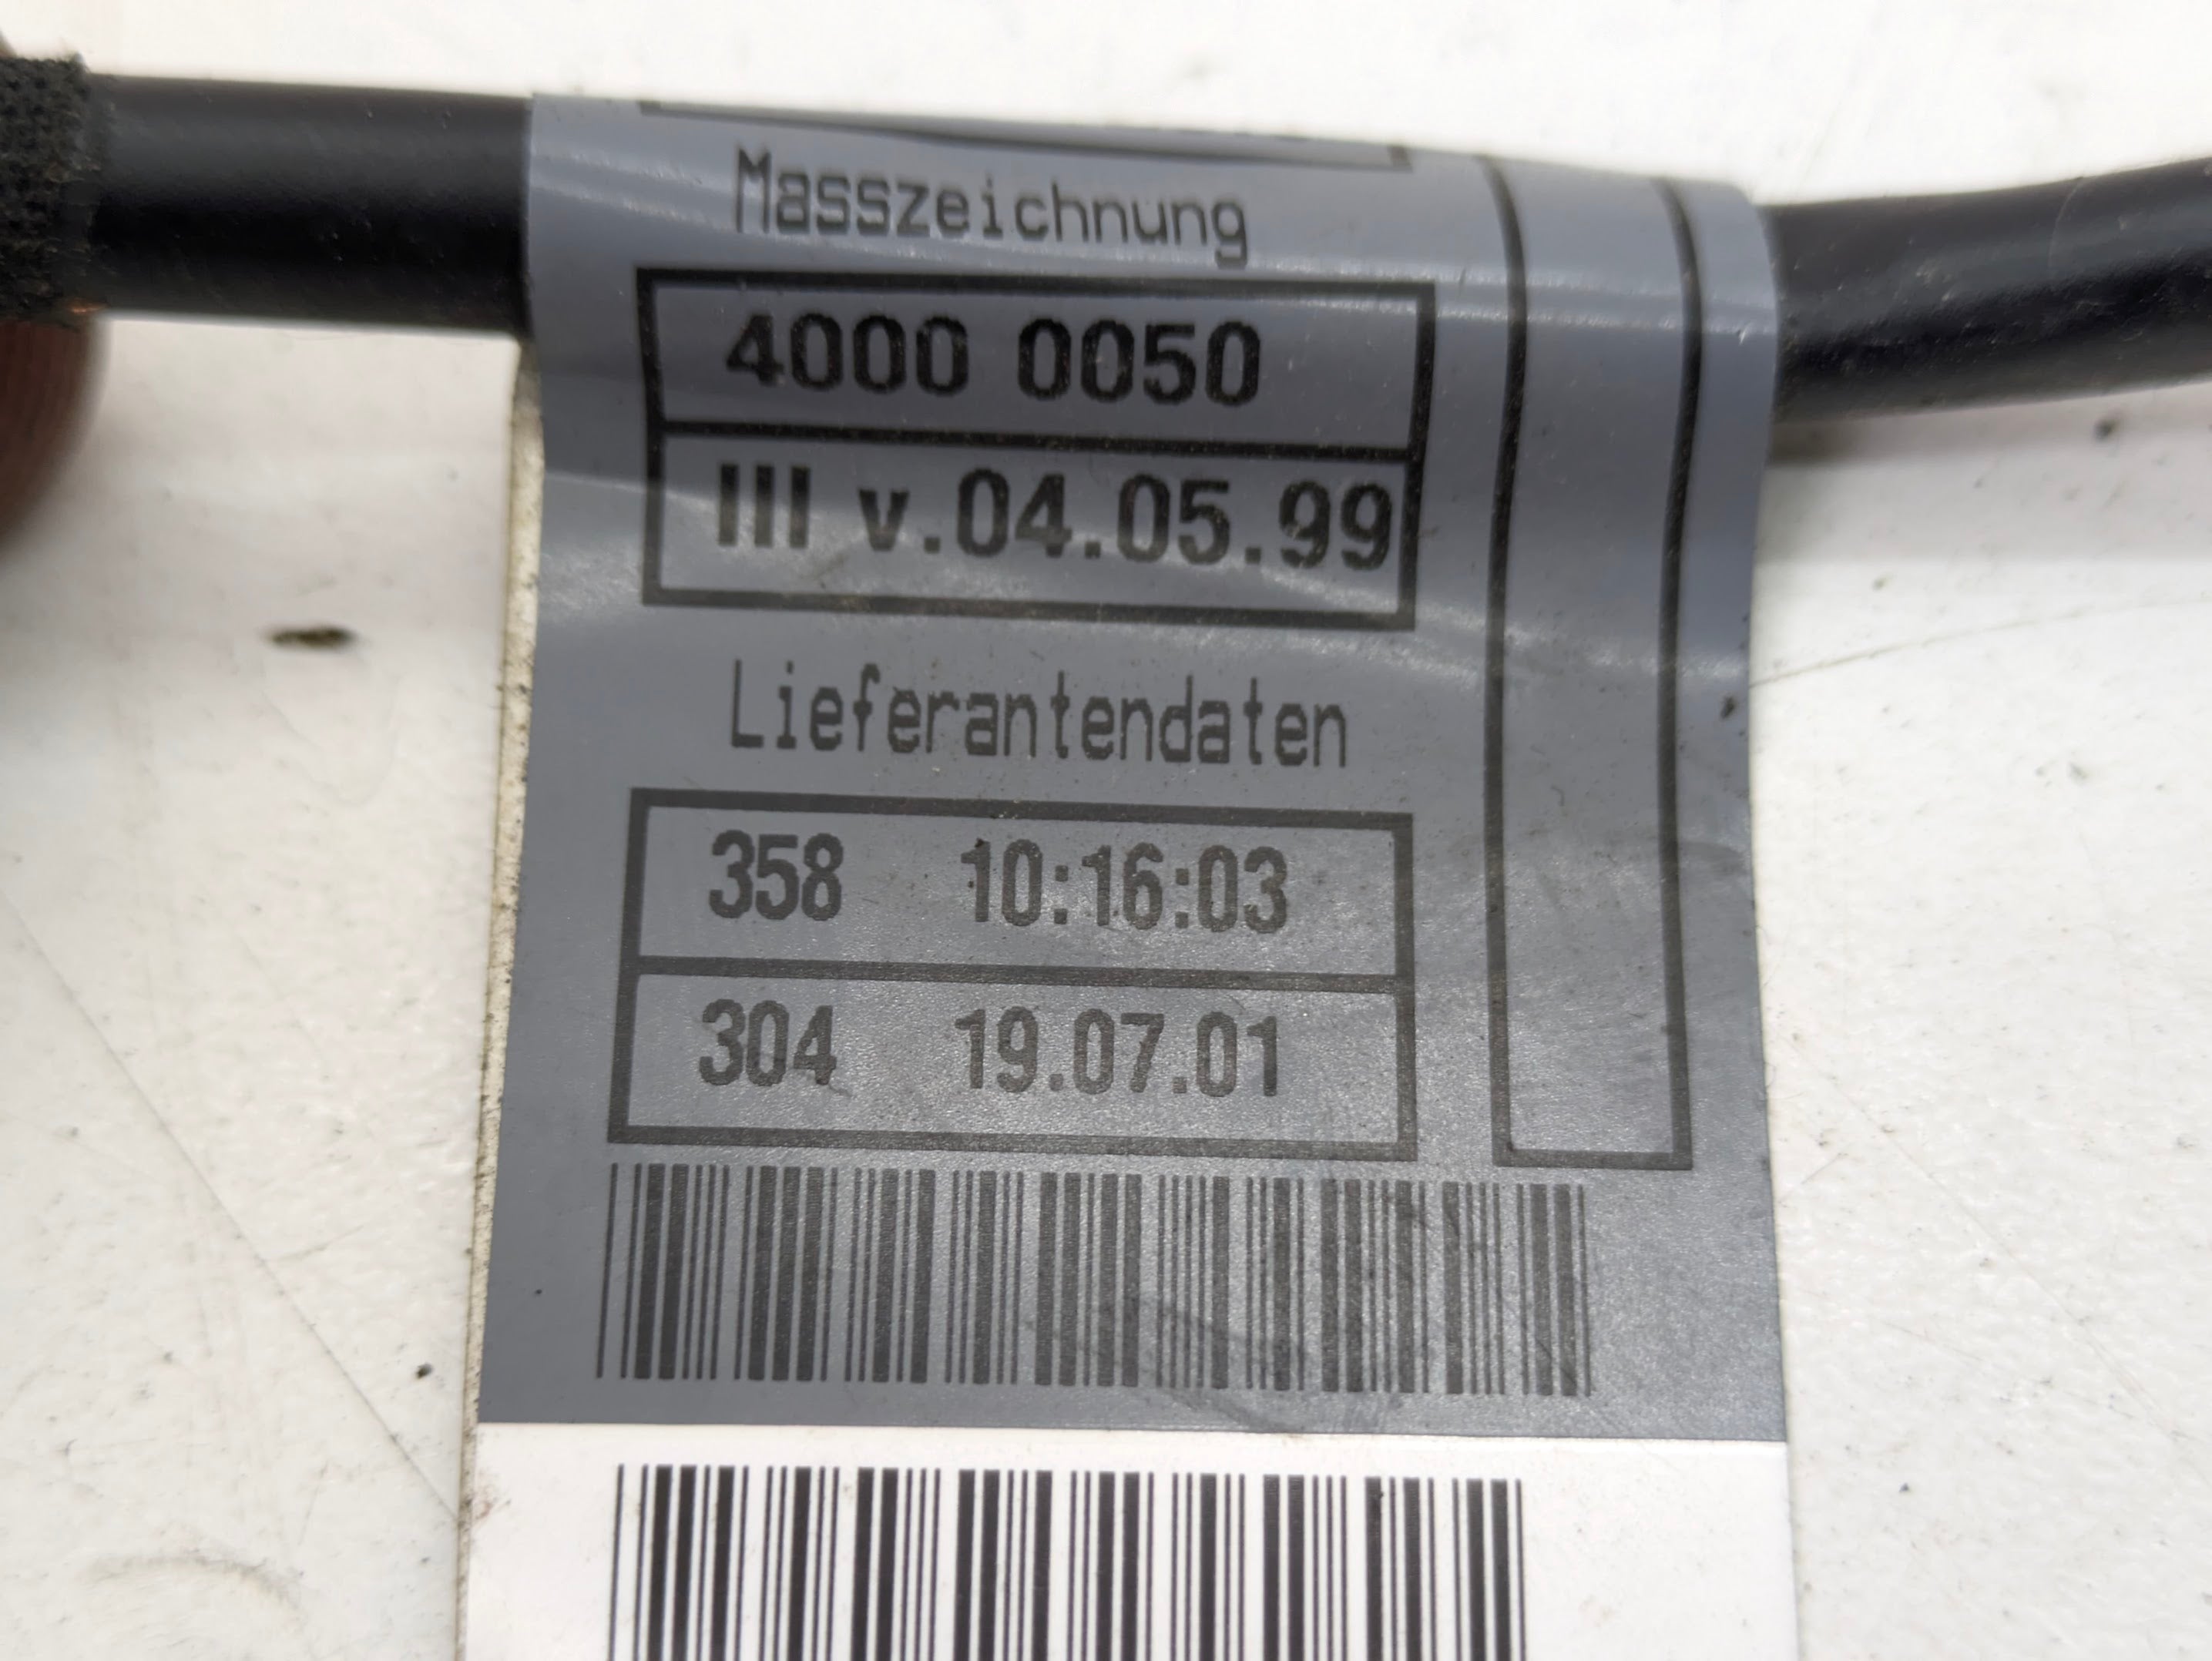 Masszeichnung
4000 0050
III v.04.05.99
Lieferantendaten
358 10:16:03
304 19.07.01